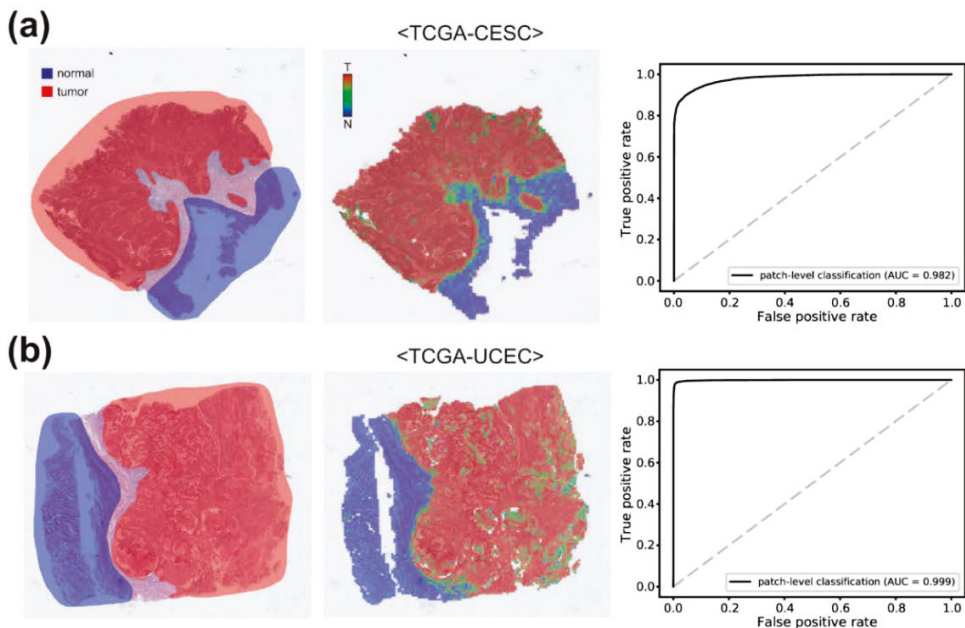 (a)
<TCGA-CESC>
normal
tumor
T
N
True positive rate
1.0
0.8
0.6
0.4
0.2
0.0
patch-level classification (AUC = 0.982)
0.0 0.2 0.4 0.6 0.8 1.0
False positive rate
(b)
<TCGA-UCEC>
True positive rate
1.0
0.8
0.6
0.4
0.2
0.0
patch-level classification (AUC = 0.999)
0.0 0.2 0.4 0.6 0.8 1.0
False positive rate